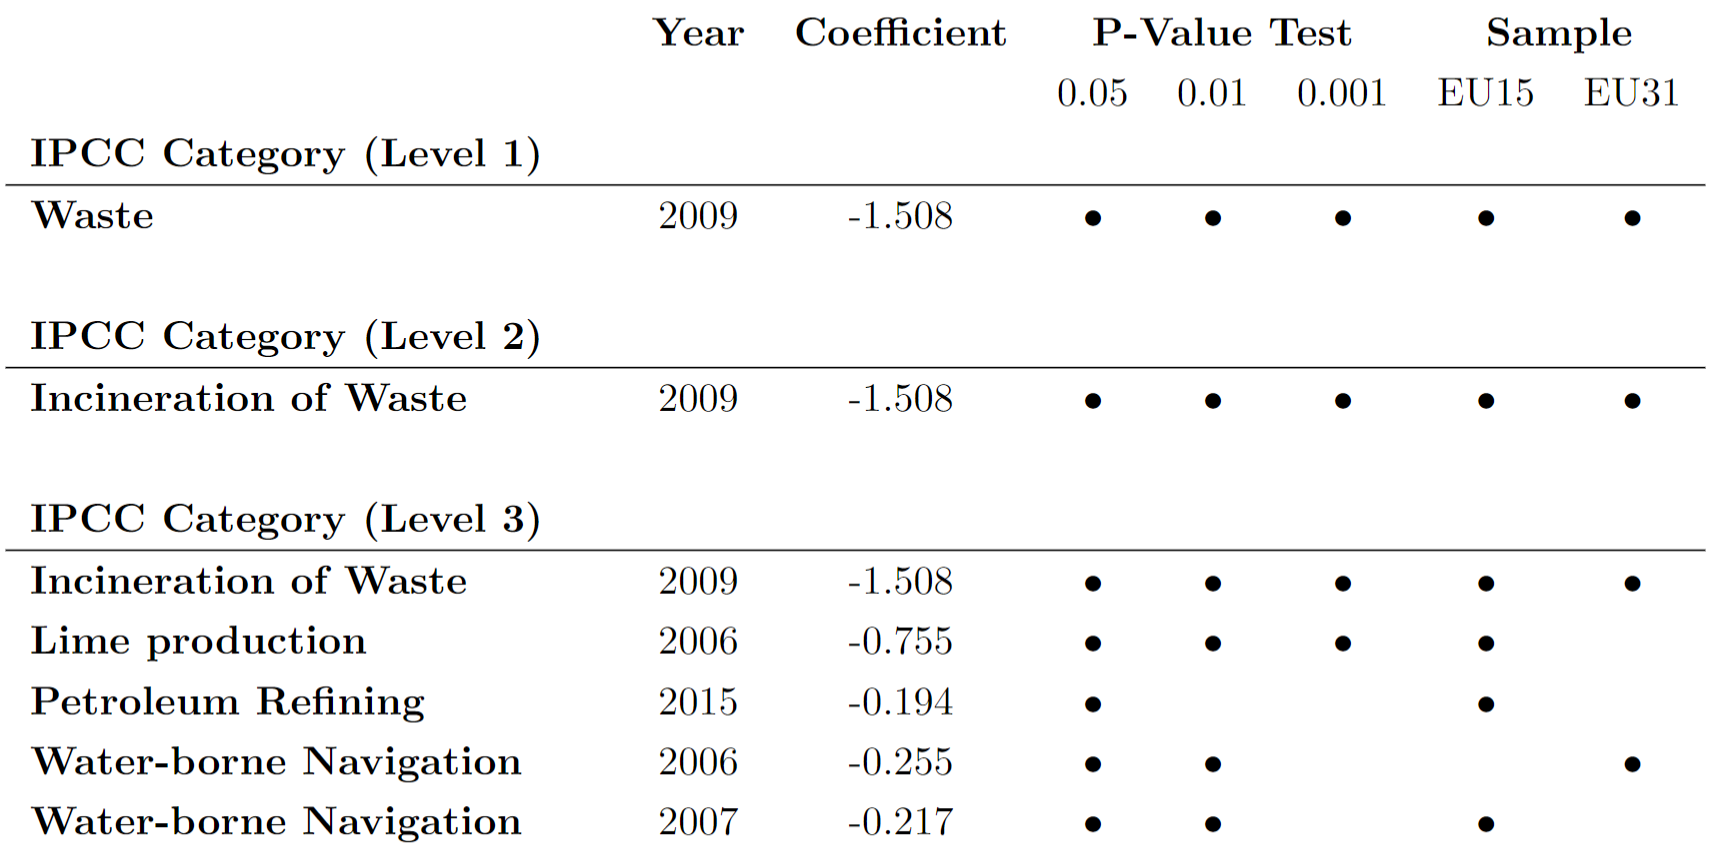 Year Coefficient P-Value Test Sample
0.05 0.01 0.001 EU15 EU31
IPCC Category (Level 1)
Waste 2009 -1.508 • • • • •
IPCC Category (Level 2)
Incineration of Waste 2009 -1.508 • • • • •
IPCC Category (Level 3)
Incineration of Waste 2009 -1.508 • • • • •
Lime production 2006 -0.755 • • • •
Petroleum Refining 2015 -0.194 • •
Water-borne Navigation 2006 -0.255 • • •
Water-borne Navigation 2007 -0.217 • • •